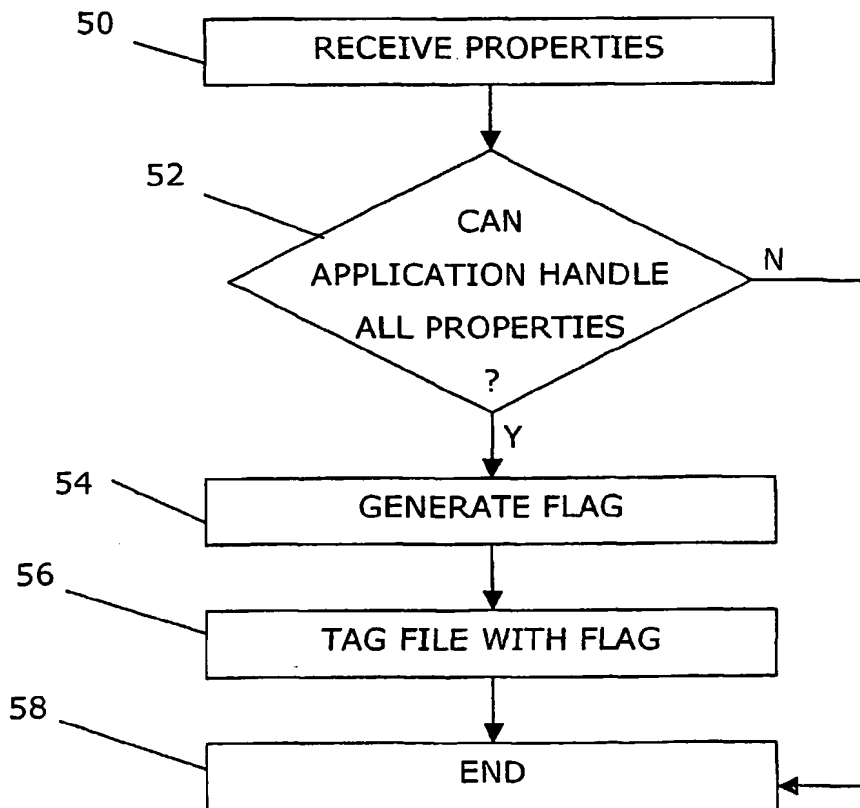 50
RECEIVE PROPERTIES
52
CAN
APPLICATION HANDLE
ALL PROPERTIES
?
N
Y
54
GENERATE FLAG
56
TAG FILE WITH FLAG
58
END